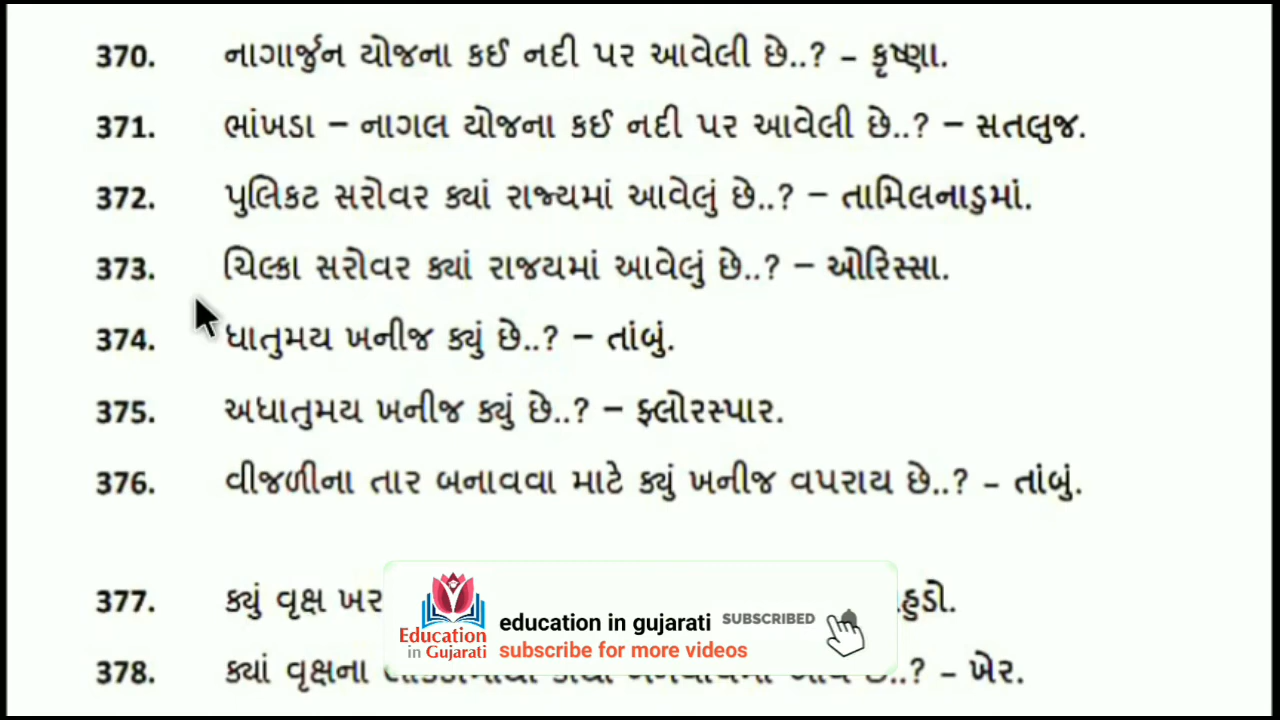 370. નાગાર્જુન યોજના કઈ નદી પર આવેલી છે..? – કૃષ્ણા.
371. ભાંખડા – નાગલ યોજના કઈ નદી પર આવેલી છે..? – સતલુજ.
372. પુલિકટ સરોવર ક્યાં રાજ્યમાં આવેલું છે..? – તામિલનાડુમાં.
373. ચિલ્કા સરોવર ક્યાં રાજયમાં આવેલું છે..? – ઓરિસ્સા.
374. ધાતુમય ખનીજ ક્યું છે..? – તાંબું.
375. અધાતુમય ખનીજ ક્યું છે..? – ફ્લોરસ્પાર.
376. વીજળીના તાર બનાવવા માટે ક્યું ખનીજ વપરાય છે..? – તાંબું.
377. ક્યું વૃક્ષ
378. ક્યાં વૃક્ષના ..? – ખેર.
Education in Gujarati
education in gujarati SUBSCRIBED
subscribe for more videos